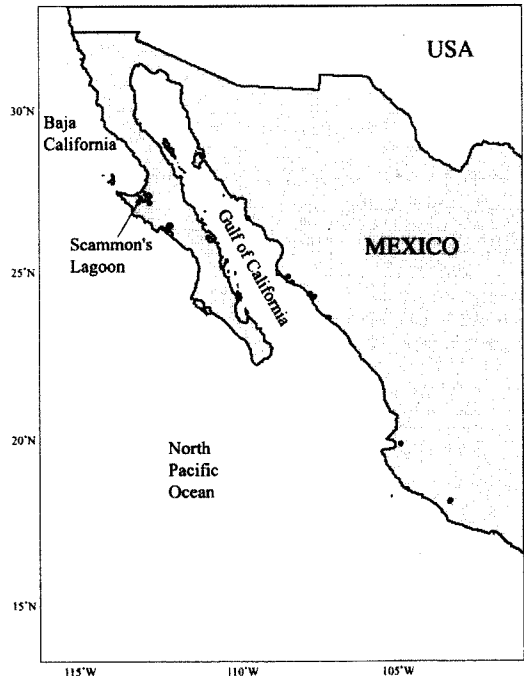 USA
30°N
Baja
California
Scammon's
Lagoon
Gulf of California
MEXICO
25°N
20°N
North
Pacific
Ocean
15°N
115°W
110°W
105°W